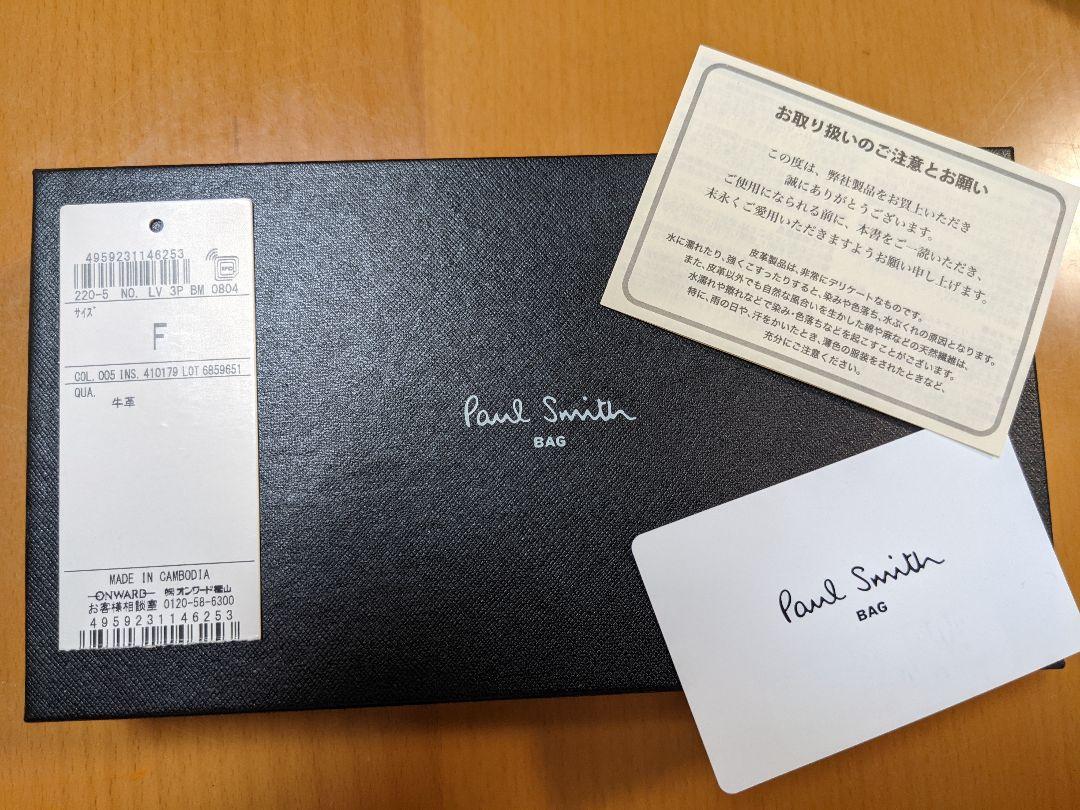 4959231146253
220-5 NO. LV 3P BM 0804
サイズ
F
COL. 005 INS. 410179 LOT 6859651
QUA.
牛革
MADE IN CAMBODIA
ONWARD ㈱オンワード樫山
お客様相談室 0120-58-6300
4959231146253
Paul Smith
BAG
お取り扱いのご注意とお願い
この度は、弊社製品をお買上いただき
誠にありがとうございます。
ご使用になられる前に、本書をご一読いただき、
末永くご愛用いただきますようお願い申し上げます。
皮革製品は、非常にデリケートなものです。
水に濡れたり、強くこすったりすると、染みや色落ち、水ぶくれの原因となります。
また、皮革以外でも自然な風合いを生かした綿や麻などの天然繊維は、
水濡れや擦れなどで染み・色落ちなどを起こすことがございます。
特に、雨の日や、汗をかいたとき、薄色の服装をされたときなど、
充分にご注意ください。
Paul Smith
BAG